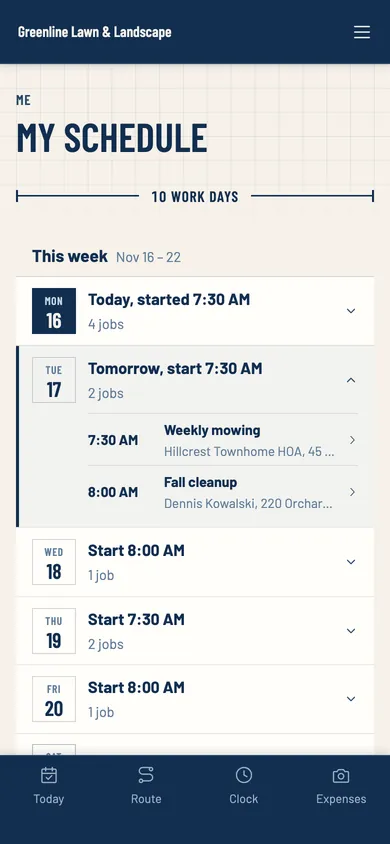 Greenline Lawn & Landscape
ME
MY SCHEDULE
10 WORK DAYS
This week Nov 16 – 22
MON
16
Today, started 7:30 AM
4 jobs
TUE
17
Tomorrow, start 7:30 AM
2 jobs
7:30 AM
Weekly mowing
Hillcrest Townhome HOA, 45 ...
8:00 AM
Fall cleanup
Dennis Kowalski, 220 Orchar...
WED
18
Start 8:00 AM
1 job
THU
19
Start 7:30 AM
2 jobs
FRI
20
Start 8:00 AM
1 job
Today
Route
Clock
Expenses